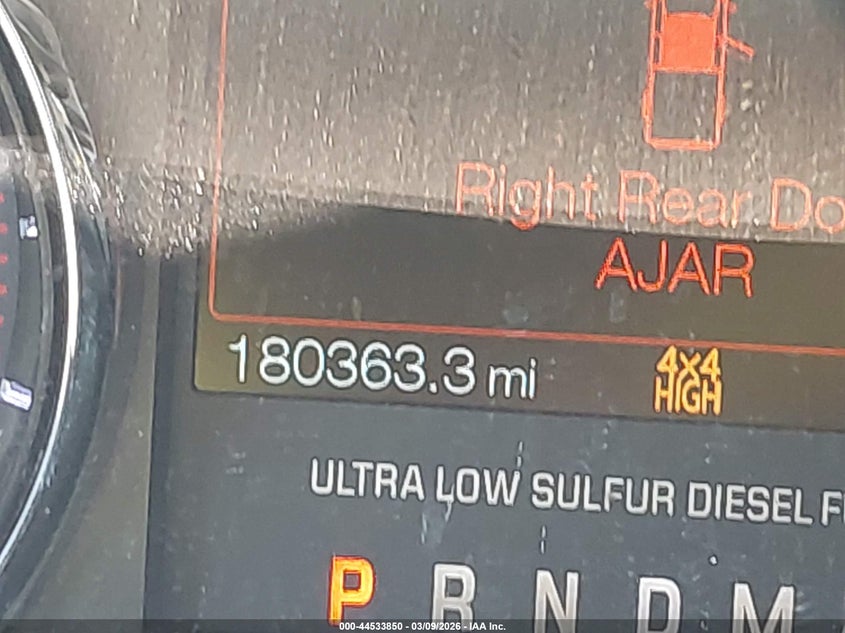 Right Rear Do
AJAR
180363.3 mi
4x4
HIGH
ULTRA LOW SULFUR DIESEL F
P R N D M
000-44533850 - 03/09/2026 - IAA Inc.